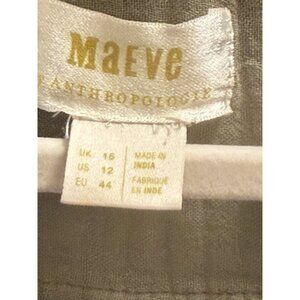 MAEVE
ANTHROPOLOGIE
UK 16
US 12
EU 44
MADE IN
INDIA
FABRIQUÉ
EN INDE